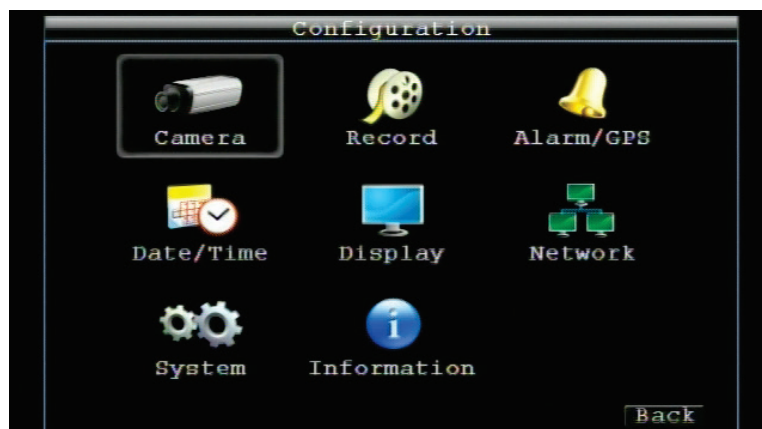 Configuration
Camera Record Alarm/GPS
Date/Time Display Network
System Information
Back